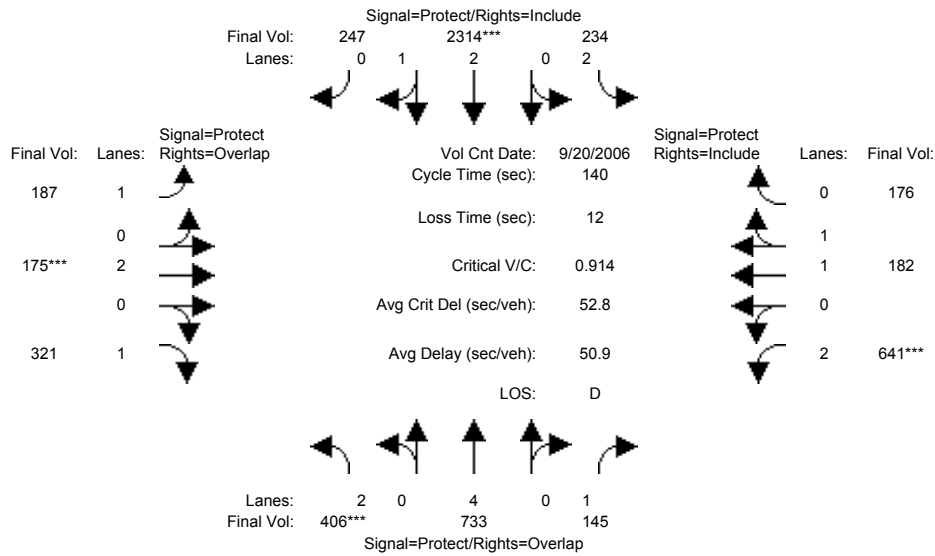 Signal=Protect/Rights=Include
Final Vol: 247 2314*** 234
Lanes: 0 1 2 0 2
Signal=Protect
Rights=Overlap
Final Vol: Lanes:
187 1
0
175*** 2
0
321 1
Vol Cnt Date: 9/20/2006
Cycle Time (sec): 140
Loss Time (sec): 12
Critical V/C: 0.914
Avg Crit Del (sec/veh): 52.8
Avg Delay (sec/veh): 50.9
LOS: D
Signal=Protect
Rights=Include
Lanes: Final Vol:
0 176
1
1 182
0
2 641***
Lanes: 2 0 4 0 1
Final Vol: 406*** 733 145
Signal=Protect/Rights=Overlap